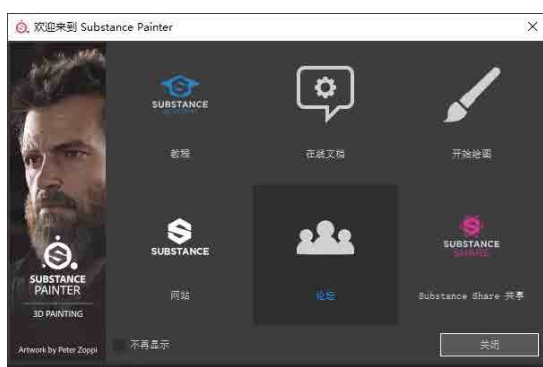 欢迎来到 Substance Painter
SUBSTANCE
ACADEMY
教程
在线文档
开始绘图
SUBSTANCE
网站
论坛
SUBSTANCE
SHARE
Substance Share 共享
SUBSTANCE
PAINTER
3D PAINTING
Artwork by Peter Zoppi
不再显示
关闭